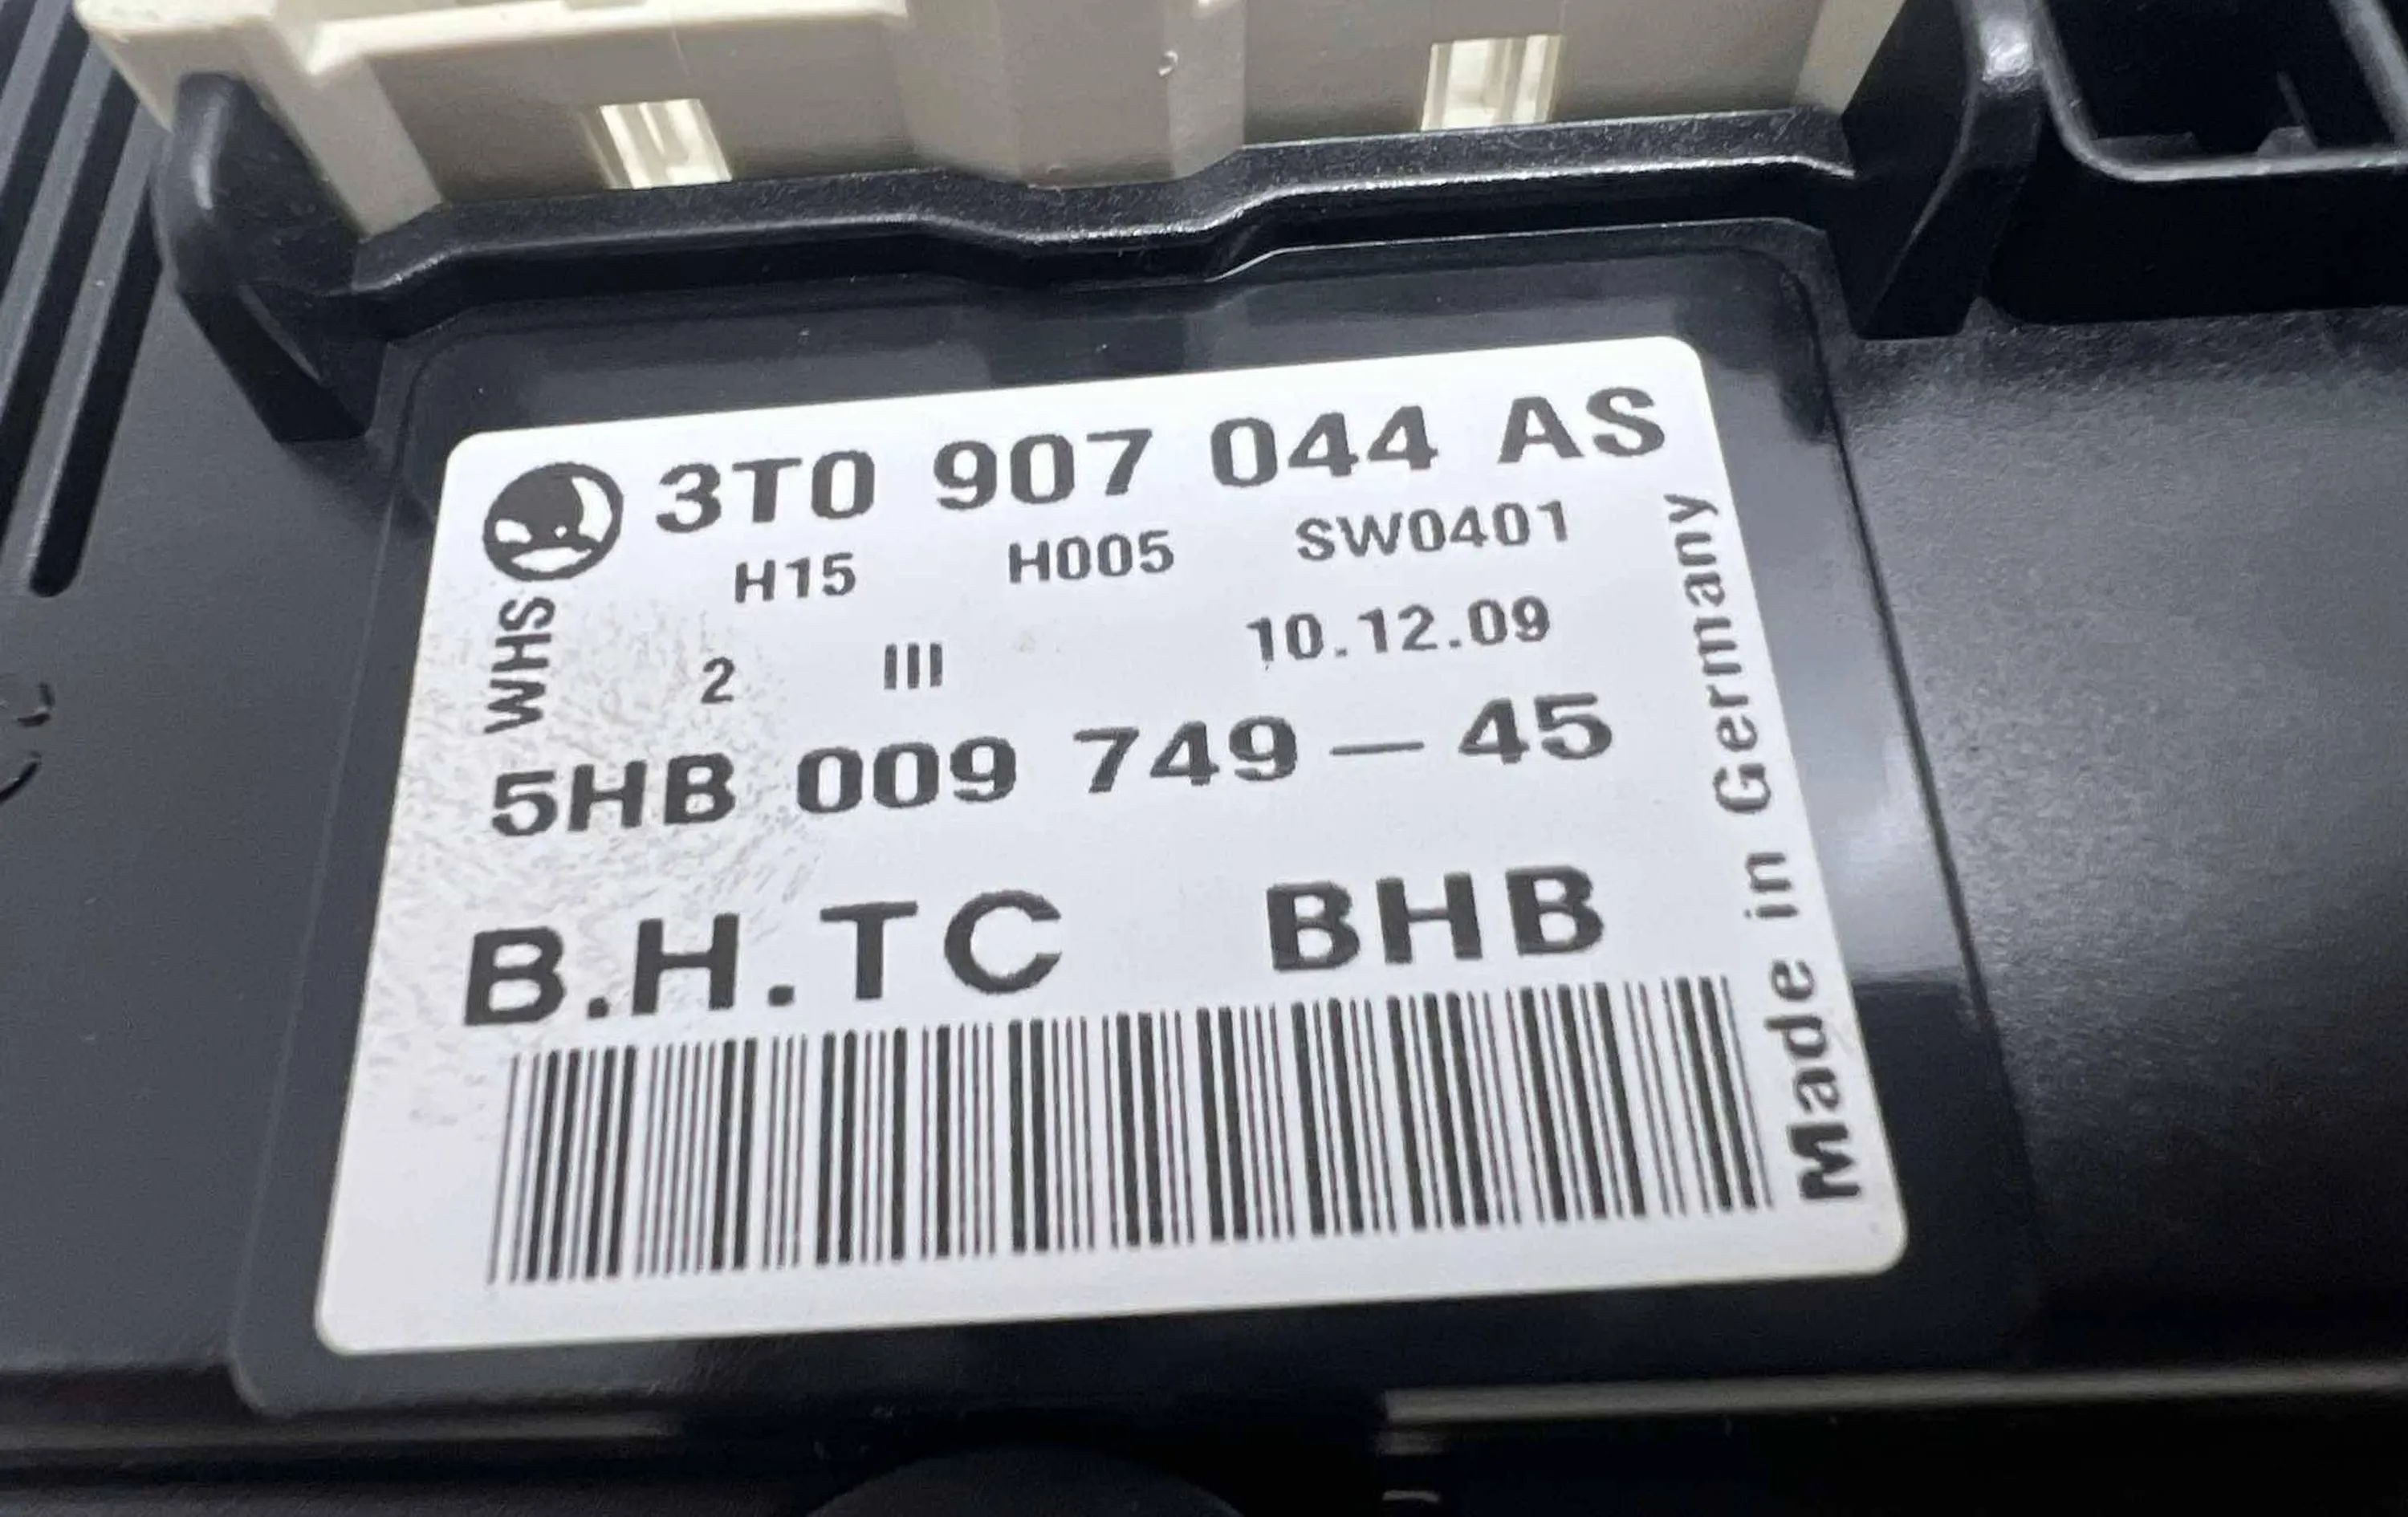 3T0 907 044 AS
H15 H005 SW0401
2 III 10.12.09
WHS
5HB 009 749-45
B.H.TC BHB
Made in Germany